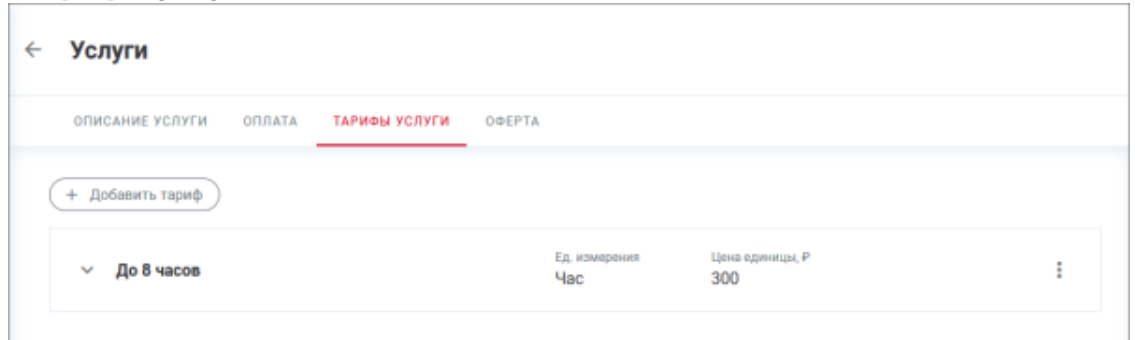 Услуги
ОПИСАНИЕ УСЛУГИ ОПЛАТА ТАРИФЫ УСЛУГИ ОФЕРТА
+ Добавить тариф
До 8 часов
Ед. измерения Цена единицы, ₽
Час 300